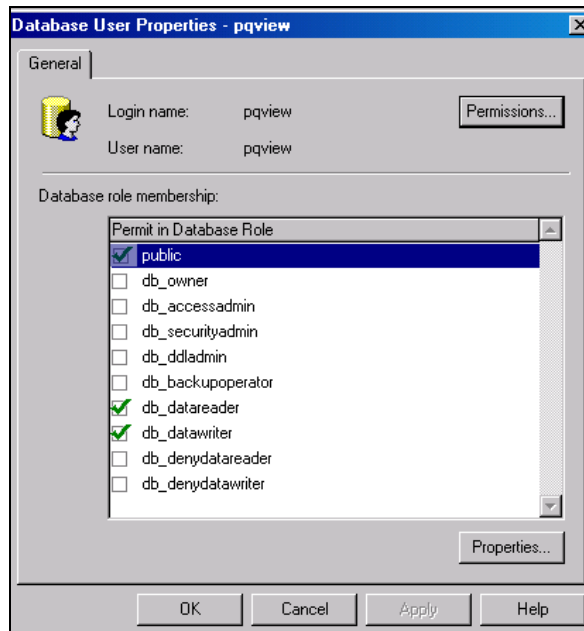 Database User Properties - pqview
General
Login name: pqview
Permissions...
User name: pqview
Database role membership:
Permit in Database Role
public
db_owner
db_accessadmin
db_securityadmin
db_ddladmin
db_backupoperator
db_datareader
db_datawriter
db_denydatareader
db_denydatawriter
Properties...
OK Cancel Apply Help